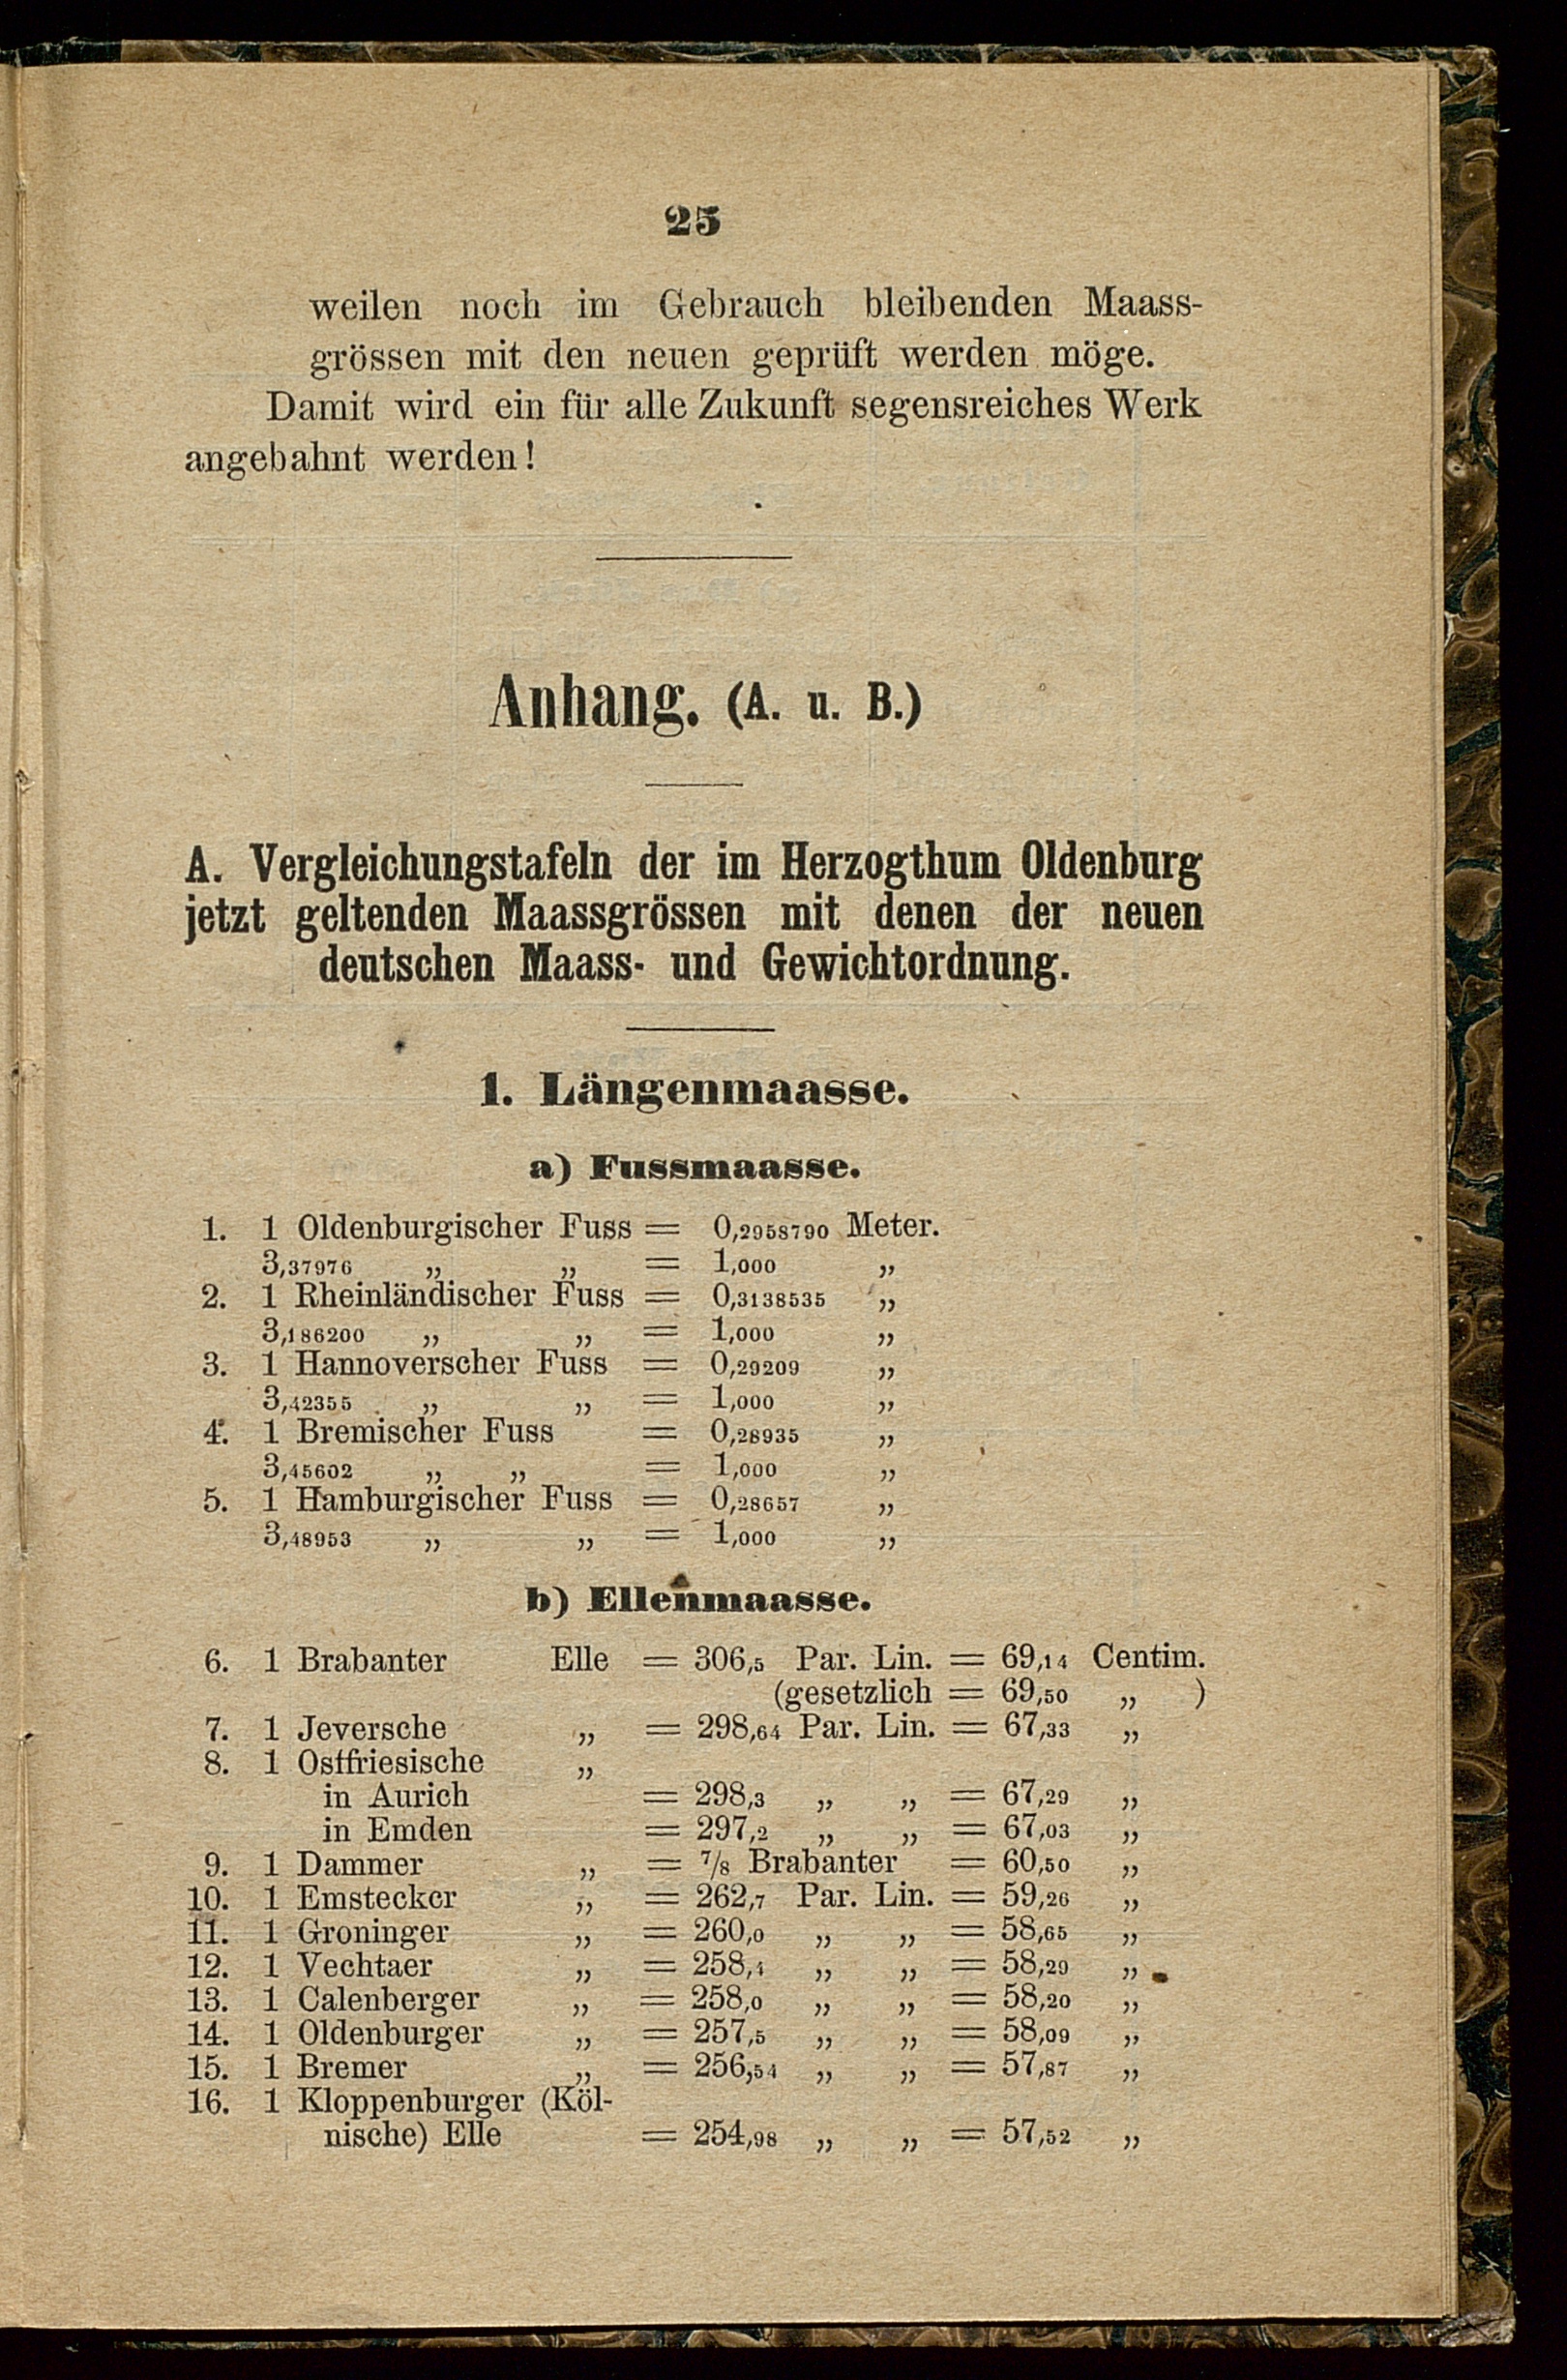 25
weilen noch im Gebrauch bleibenden Maass-
grössen mit den neuen geprüft werden möge.
Damit wird ein für alle Zukunft segensreiches Werk
angebahnt werden!
Anhang. (A. u. B.)
A. Vergleichungstafeln der im Herzogthum Oldenburg
jetzt geltenden Maassgrössen mit denen der neuen
deutschen Maass- und Gewichtordnung.
1. Längenmaasse.
a) Fussmaasse.
1. 1 Oldenburgischer Fuss = 0,2958790 Meter.
3,37976 „ „ = 1,000 „
2. 1 Rheinländischer Fuss = 0,3138535 „
3,186200 „ „ = 1,000 „
3. 1 Hannoverscher Fuss = 0,29209 „
3,42355 „ „ = 1,000 „
4. 1 Bremischer Fuss = 0,28935 „
3,45602 „ „ = 1,000 „
5. 1 Hamburgischer Fuss = 0,28657 „
3,48953 „ „ = 1,000 „
b) Ellenmaasse.
6. 1 Brabanter Elle = 306,5 Par. Lin. = 69,14 Centim.
(gesetzlich = 69,50 „ )
7. 1 Jeversche „ = 298,64 Par. Lin. = 67,33 „
8. 1 Ostfriesische „
in Aurich = 298,3 „ „ = 67,29 „
in Emden = 297,2 „ „ = 67,03 „
9. 1 Dammer „ = 7/8 Brabanter = 60,50 „
10. 1 Emstecker „ = 262,7 Par. Lin. = 59,26 „
11. 1 Groninger „ = 260,0 „ „ = 58,65 „
12. 1 Vechtaer „ = 258,4 „ „ = 58,29 „
13. 1 Calenberger „ = 258,0 „ „ = 58,20 „
14. 1 Oldenburger „ = 257,5 „ „ = 58,09 „
15. 1 Bremer „ = 256,54 „ „ = 57,87 „
16. 1 Kloppenburger (Köl-
nische) Elle = 254,98 „ „ = 57,52 „